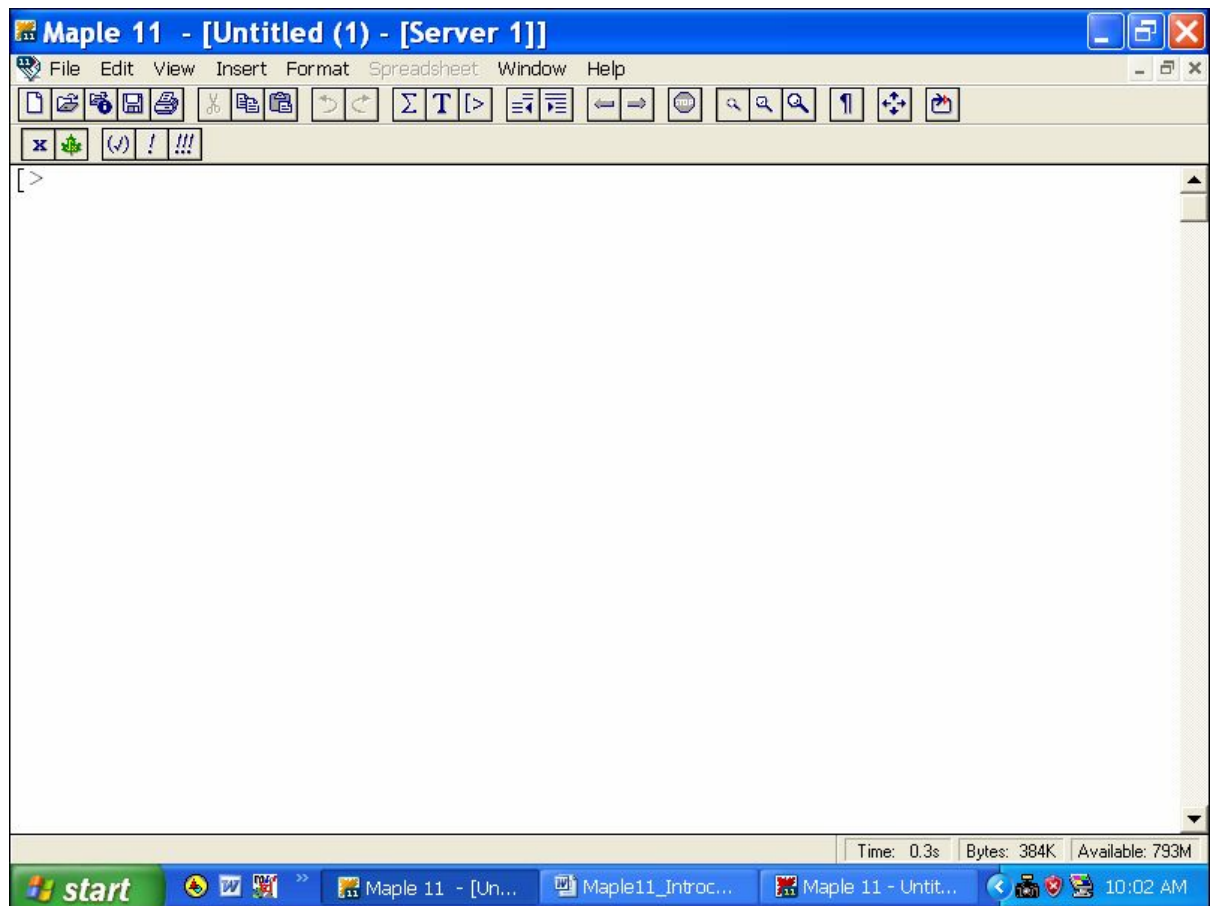 Maple 11 - [Untitled (1) - [Server 1]]
File Edit View Insert Format Spreadsheet Window Help
Σ T [>
STOP
x (√) ! !!!
[>
Time: 0.3s Bytes: 384K Available: 793M
start » Maple 11 - [Un... Maple11_Introc... Maple 11 - Untit... 10:02 AM